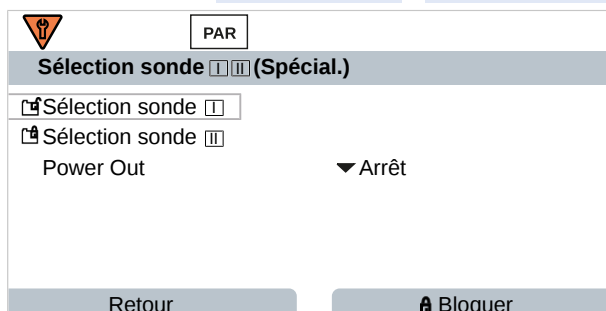 PAR
Sélection sonde I II (Spécial.)
Sélection sonde I
Sélection sonde II
Power Out Arrêt
Retour Bloquer